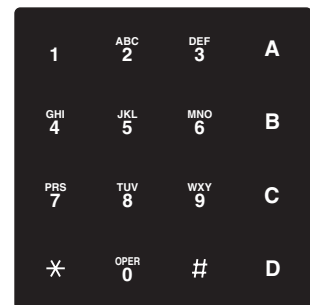 ABC DEF
1 2 3 A
GHI JKL MNO
4 5 6 B
PRS TUV WXY
7 8 9 C
OPER
* 0 # D